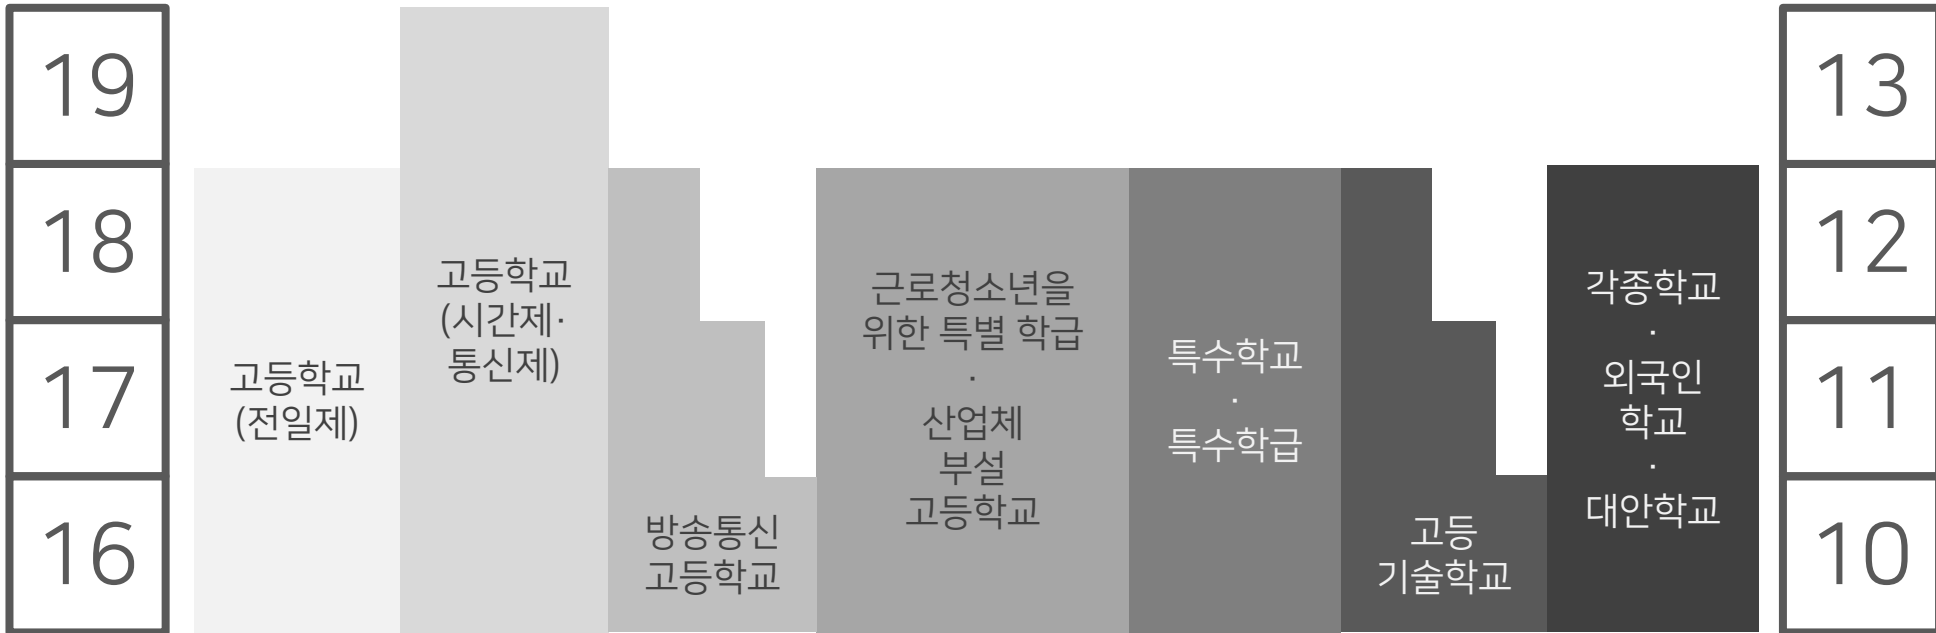 19
18
17
16
고등학교
(전일제)
고등학교
(시간제·
통신제)
방송통신
고등학교
근로청소년을
위한 특별 학급
·
산업체
부설
고등학교
특수학교
·
특수학급
고등
기술학교
각종학교
·
외국인
학교
·
대안학교
13
12
11
10